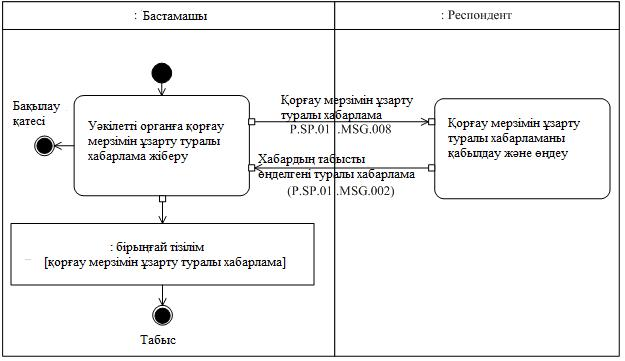 : Бастамашы
: Респондент
Бақылау
қатесі
Уәкілетті органға қорғау
мерзімін ұзарту туралы
хабарлама жіберу
Қорғау мерзімін ұзарту
туралы хабарлама
P.SP.01 .MSG.008
Хабардың табысты
өңделгені туралы хабарлама
(P.SP.01 .MSG.002)
Қорғау мерзімін ұзарту
туралы хабарламаны
қабылдау және өңдеу
: бірыңғай тізілім
[қорғау мерзімін ұзарту туралы хабарлама]
Табыс